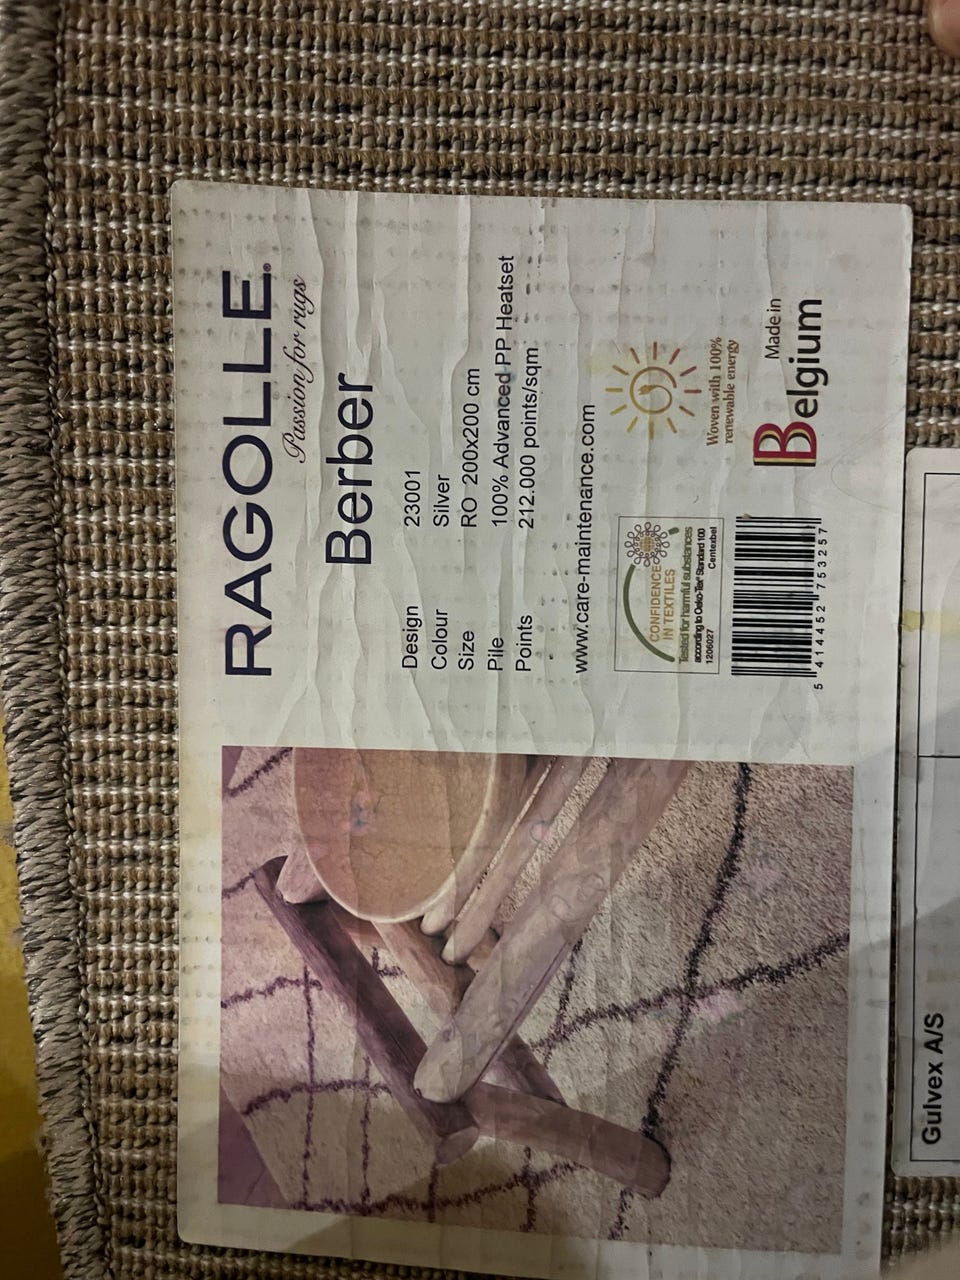 RAGOLLE®
Passion for rugs
Berber
Design 23001
Colour Silver
Size RO 200x200 cm
Pile 100% Advanced PP Heatset
Points 212.000 points/sqm
www.care-maintenance.com
CONFIDENCE
IN TEXTILES
Tested for harmful substances
according to Oeko-Tex® Standard 100
1206027 Centexbel
Woven with 100%
renewable energy
5 414452 753257
Made in
Belgium
Gulvex A/S